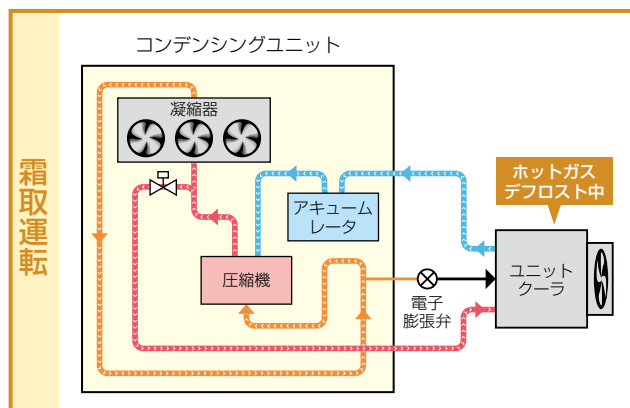 霜取運転
コンデンシングユニット
凝縮器
ホットガス
デフロスト中
アキューム
レータ
圧縮機
ユニット
クーラ
電子
膨張弁